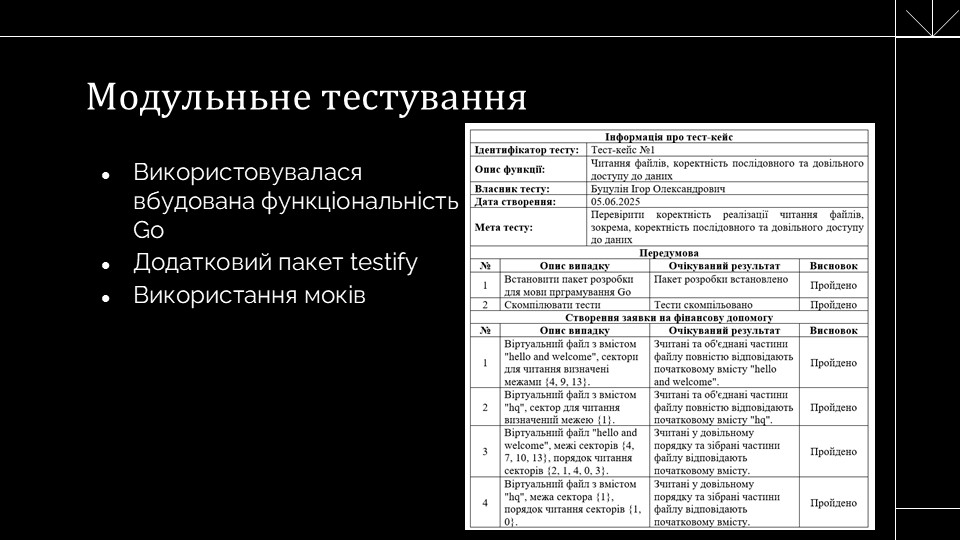 Модульньне тестування
● Використовувалася
вбудована функціональність
Go
● Додатковий пакет testify
● Використання моків
Інформація про тест-кейс
Ідентифікатор тесту: Тест-кейс №1
Опис функції: Читання файлів, коректність послідовного та довільного
доступу до даних
Власник тесту: Буцулін Ігор Олександрович
Дата створення: 05.06.2025
Мета тесту: Перевірити коректність реалізації читання файлів,
зокрема, коректність послідовного та довільного доступу
до даних
Передумова
№ Опис випадку Очікуваний результат Висновок
1 Встановити пакет розробки Пакет розробки встановлено Пройдено
для мови прграмування Go
2 Скомпілювати тести Тести скомпільовано Пройдено
Створення заявки на фінансову допомогу
№ Опис випадку Очікуваний результат Висновок
1 Віртуальний файл з вмістом Зчитані та об'єднані частини Пройдено
"hello and welcome", сектори файлу повністю відповідають
для читання визначені початковому вмісту "hello
межами {4, 9, 13}. and welcome".
2 Віртуальний файл з вмістом Зчитані та об'єднані частини Пройдено
"hq", сектор для читання файлу повністю відповідають
визначений межею {1}. початковому вмісту "hq".
3 Віртуальний файл "hello and Зчитані у довільному Пройдено
welcome", межі секторів {4, порядку та зібрані частини
7, 10, 13}, порядок читання файлу відповідають
секторів {2, 1, 4, 0, 3}. початковому вмісту.
4 Віртуальний файл з вмістом Зчитані у довільному Пройдено
"hq", межа сектора {1}, порядку та зібрані частини
порядок читання секторів {1, файлу відповідають
0}. початковому вмісту.